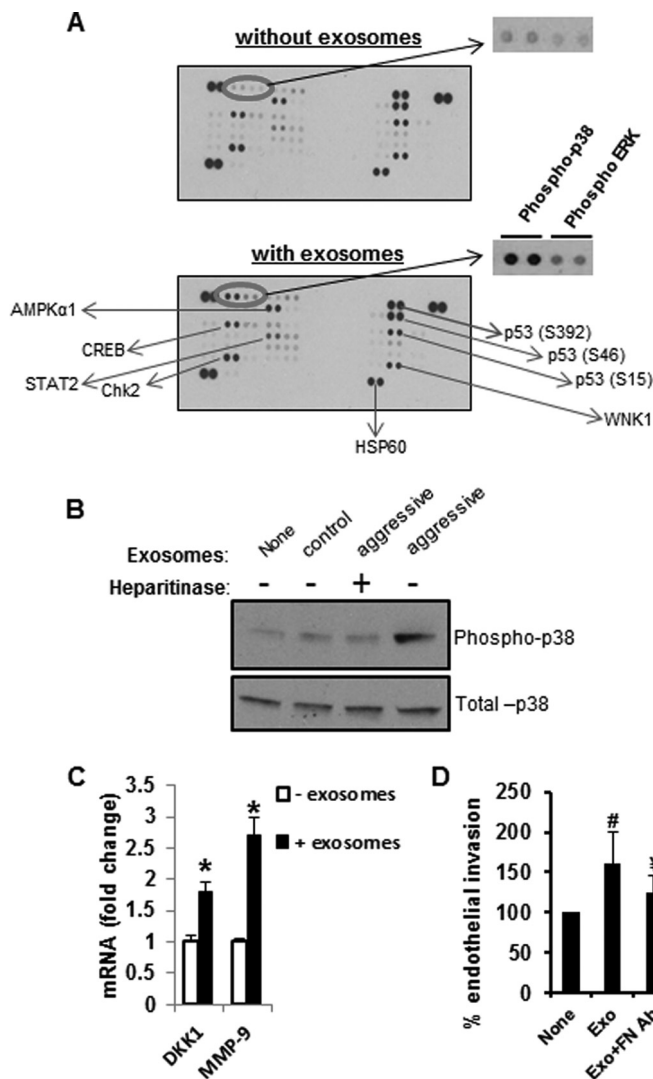 A
without exosomes
Phospho-p38
Phospho ERK
with exosomes
AMPKα1
CREB
STAT2
Chk2
HSP60
p53 (S392)
p53 (S46)
p53 (S15)
WNK1
B
Exosomes: None control aggressive aggressive
Heparitinase: - - + -
Phospho-p38
Total –p38
C
mRNA (fold change)
3.5
3
2.5
2
1.5
1
0.5
0
* *
- exosomes
+ exosomes
DKK1 MMP-9
D
% endothelial invasion
250
200
150
100
50
0
#
None Exo Exo+FN Ab